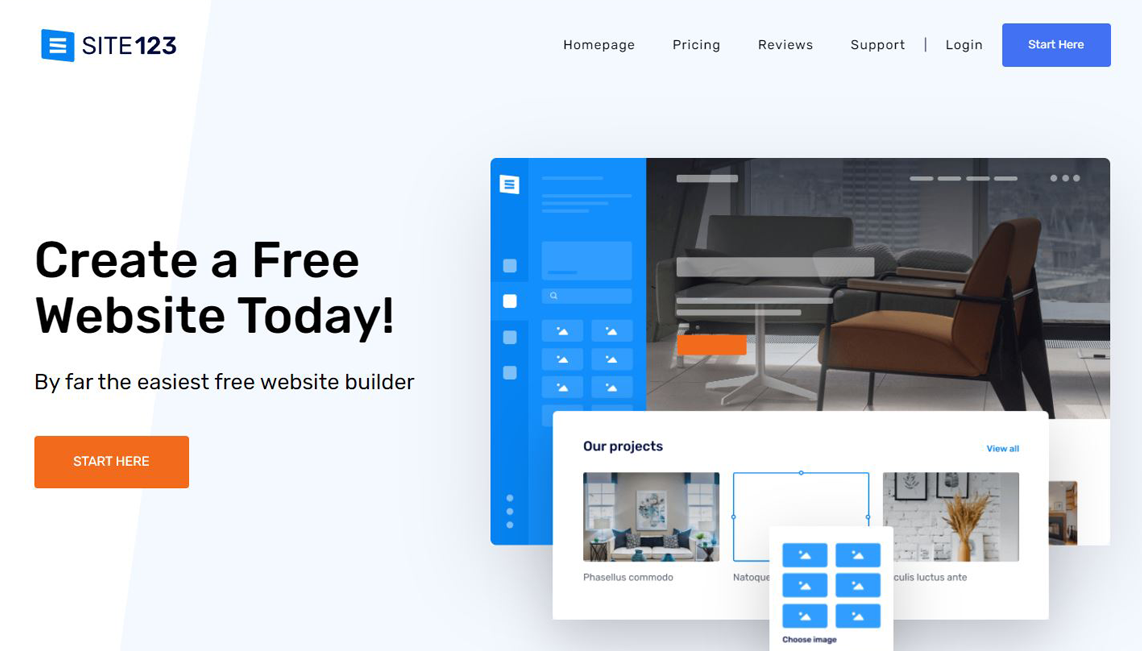 SITE123
Homepage
Pricing
Reviews
Support
|
Login
Start Here
Create a Free
Website Today!
By far the easiest free website builder
START HERE
Our projects
View all
Phasellus commodo
Natoque
culis luctus ante
Choose image